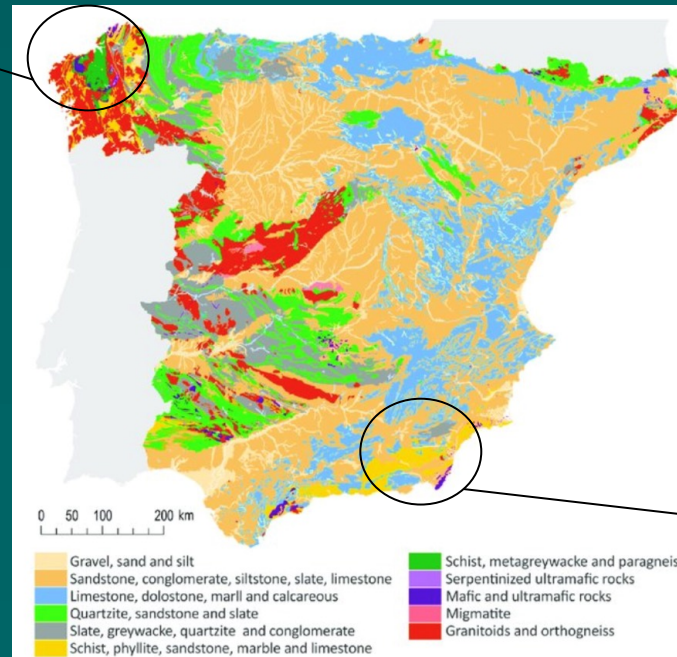 0 50 100 200 km
Gravel, sand and silt
Sandstone, conglomerate, siltstone, slate, limestone
Limestone, dolostone, marll and calcareous
Quartzite, sandstone and slate
Slate, greywacke, quartzite and conglomerate
Schist, phyllite, sandstone, marble and limestone
Schist, metagreywacke and paragneis
Serpentinized ultramafic rocks
Mafic and ultramafic rocks
Migmatite
Granitoids and orthogneiss